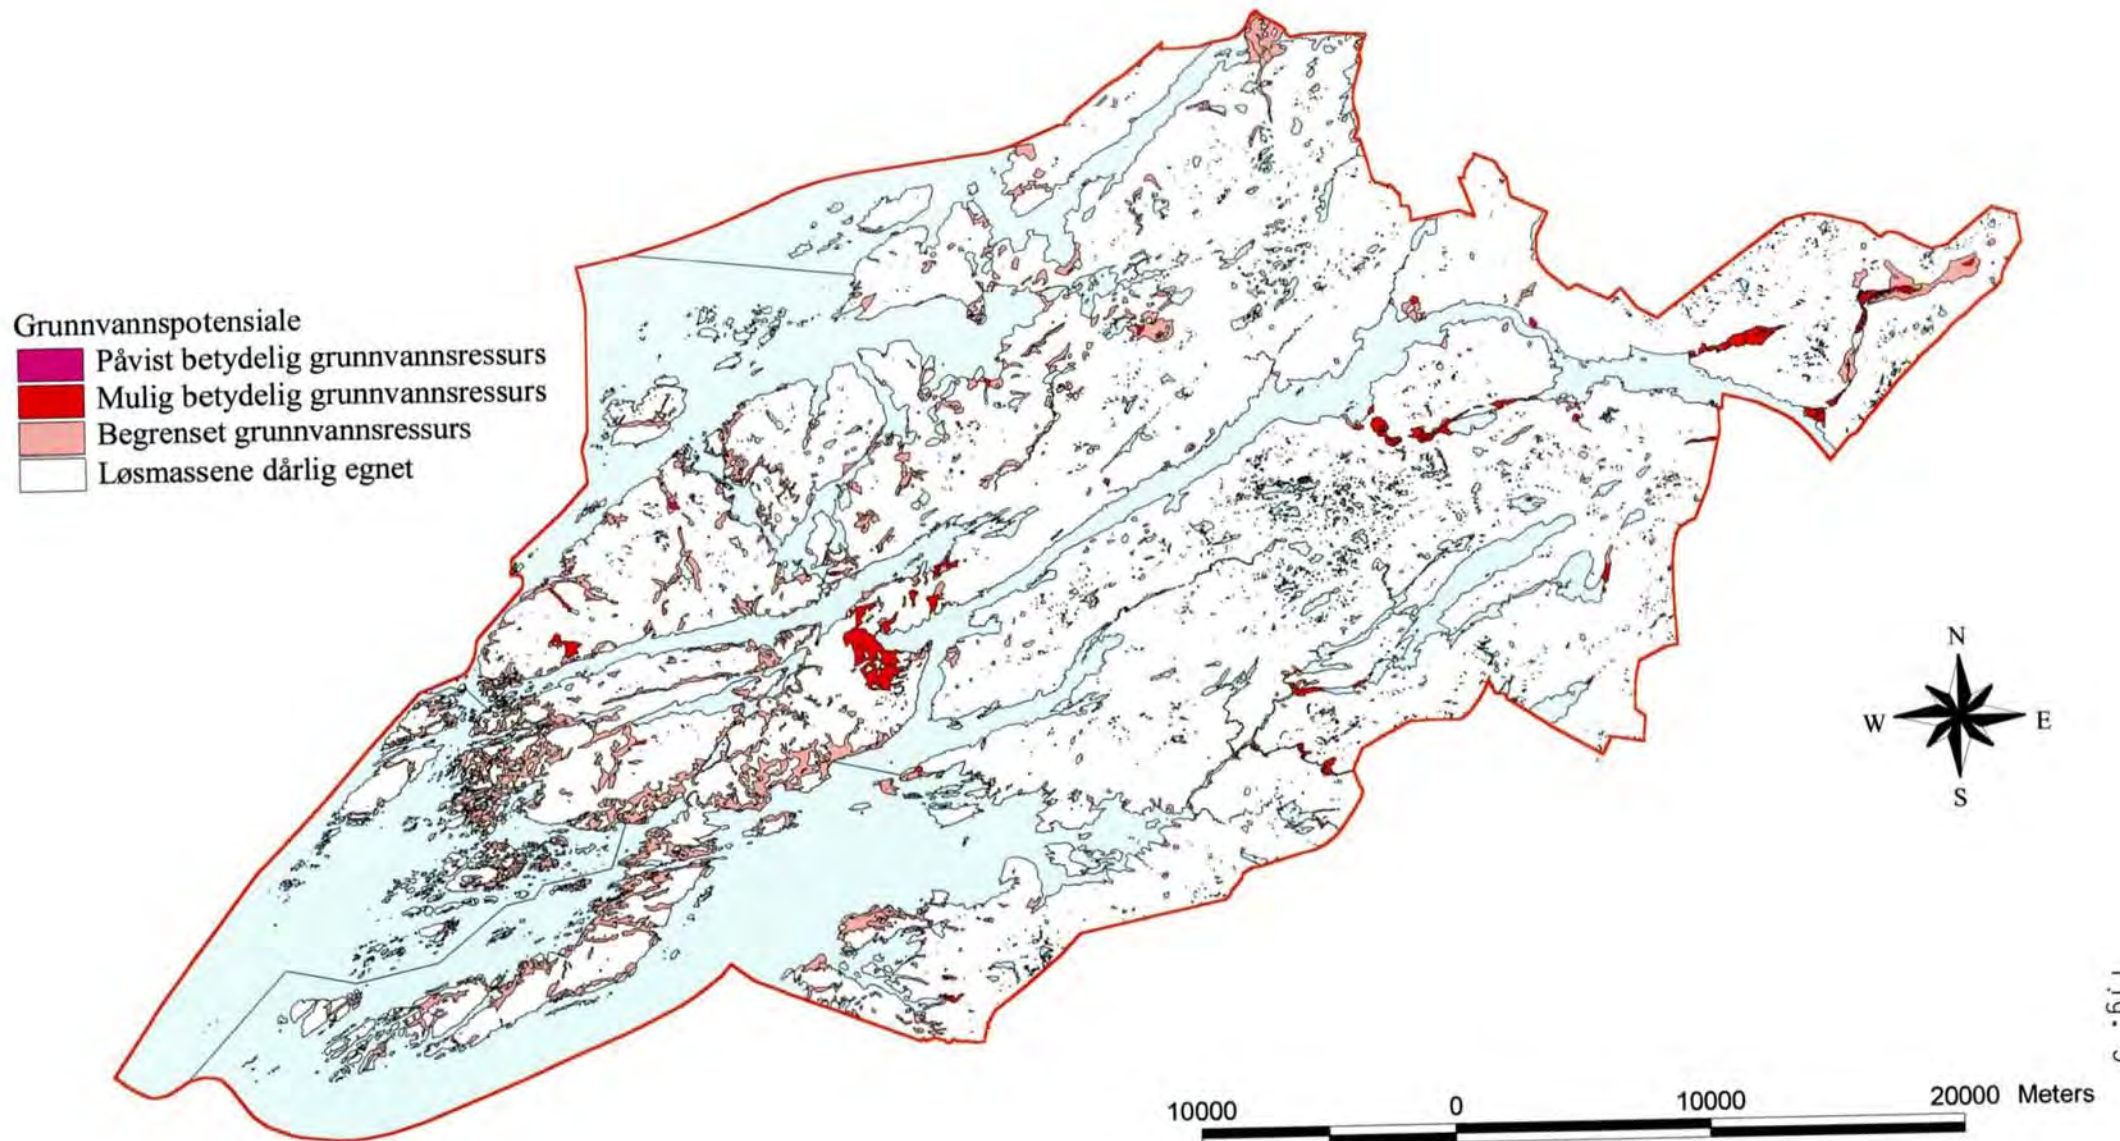 Grunnvannspotensiale
Påvist betydelig grunnvannsressurs
Mulig betydelig grunnvannsressurs
Begrenset grunnvannsressurs
Løsmassene dårlig egnet
N
W E
S
10000 0 10000 20000 Meters